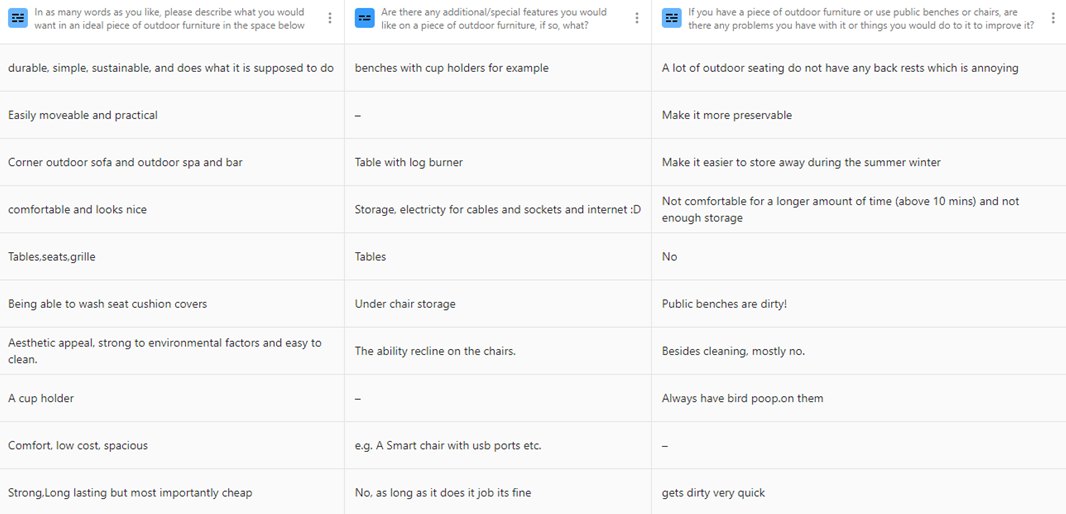 In as many words as you like, please describe what you would
want in an ideal piece of outdoor furniture in the space below
Are there any additional/special features you would
like on a piece of outdoor furniture, if so, what?
If you have a piece of outdoor furniture or use public benches or chairs, are
there any problems you have with it or things you would do to it to improve it?
durable, simple, sustainable, and does what it is supposed to do
benches with cup holders for example
A lot of outdoor seating do not have any back rests which is annoying
Easily moveable and practical
–
Make it more preservable
Corner outdoor sofa and outdoor spa and bar
Table with log burner
Make it easier to store away during the summer winter
comfortable and looks nice
Storage, electricty for cables and sockets and internet :D
Not comfortable for a longer amount of time (above 10 mins) and not
enough storage
Tables,seats,grille
Tables
No
Being able to wash seat cushion covers
Under chair storage
Public benches are dirty!
Aesthetic appeal, strong to environmental factors and easy to
clean.
The ability recline on the chairs.
Besides cleaning, mostly no.
A cup holder
–
Always have bird poop.on them
Comfort, low cost, spacious
e.g. A Smart chair with usb ports etc.
–
Strong,Long lasting but most importantly cheap
No, as long as it does it job its fine
gets dirty very quick